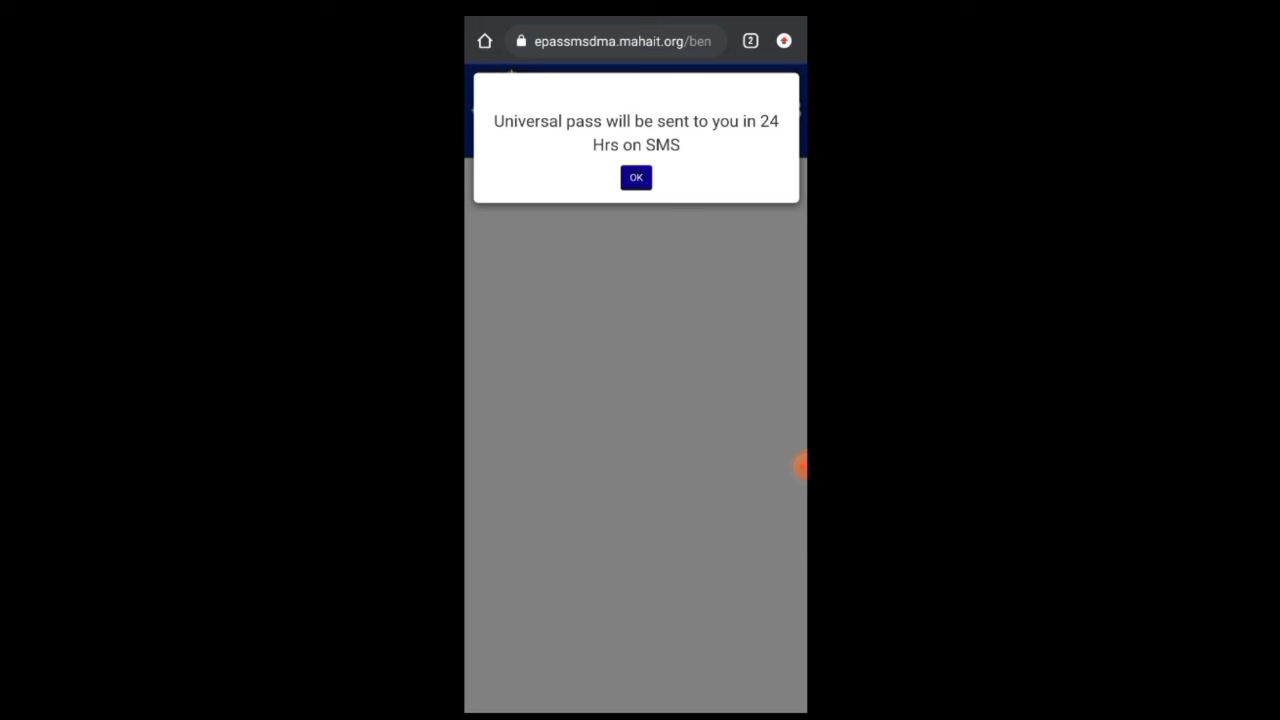 epassmsdma.mahait.org/ben
2
Universal pass will be sent to you in 24
Hrs on SMS
OK